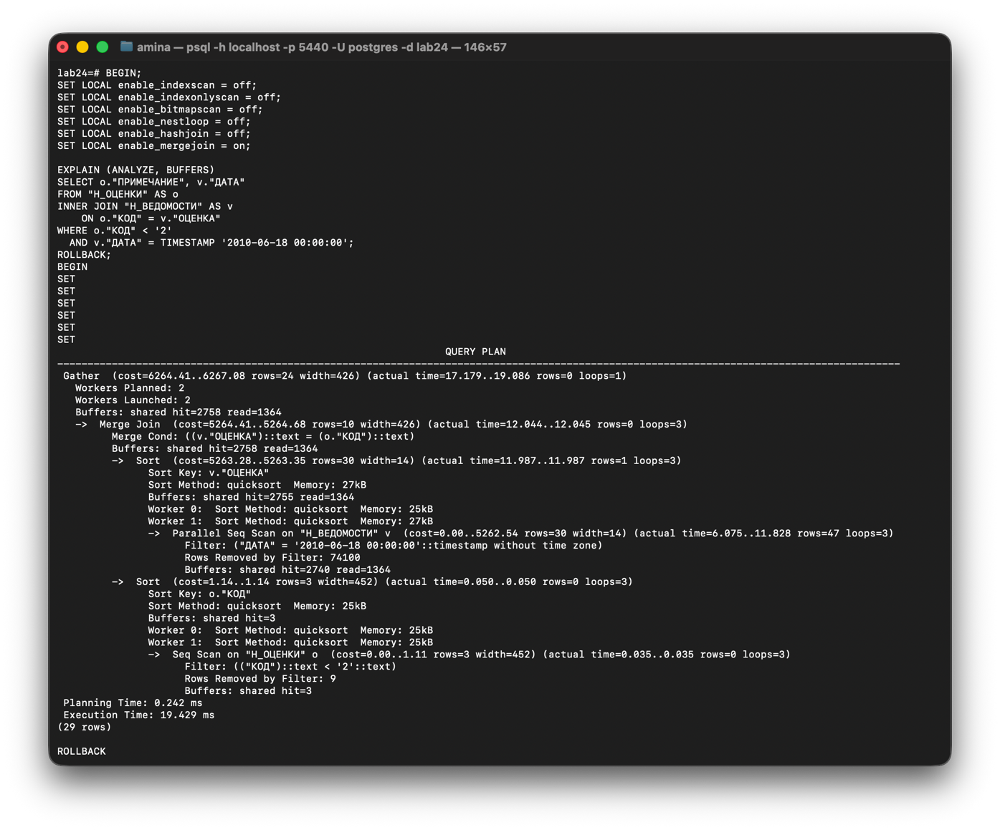 amina — psql -h localhost -p 5440 -U postgres -d lab24 — 146×57
lab24=# BEGIN;
SET LOCAL enable_indexscan = off;
SET LOCAL enable_indexonlyscan = off;
SET LOCAL enable_bitmapscan = off;
SET LOCAL enable_nestloop = off;
SET LOCAL enable_hashjoin = off;
SET LOCAL enable_mergejoin = on;
EXPLAIN (ANALYZE, BUFFERS)
SELECT o."ПРИМЕЧАНИЕ", v."ДАТА"
FROM "Н_ОЦЕНКИ" AS o
INNER JOIN "Н_ВЕДОМОСТИ" AS v
    ON o."КОД" = v."ОЦЕНКА"
WHERE o."КОД" < '2'
  AND v."ДАТА" = TIMESTAMP '2010-06-18 00:00:00';
ROLLBACK;
BEGIN
SET
SET
SET
SET
SET
SET
QUERY PLAN
Gather  (cost=6264.41..6267.08 rows=24 width=426) (actual time=17.179..19.086 rows=0 loops=1)
  Workers Planned: 2
  Workers Launched: 2
  Buffers: shared hit=2758 read=1364
  ->  Merge Join  (cost=5264.41..5264.68 rows=10 width=426) (actual time=12.044..12.045 rows=0 loops=3)
        Merge Cond: ((v."ОЦЕНКА")::text = (o."КОД")::text)
        Buffers: shared hit=2758 read=1364
        ->  Sort  (cost=5263.28..5263.35 rows=30 width=14) (actual time=11.987..11.987 rows=1 loops=3)
              Sort Key: v."ОЦЕНКА"
              Sort Method: quicksort  Memory: 27kB
              Buffers: shared hit=2755 read=1364
              Worker 0:  Sort Method: quicksort  Memory: 25kB
              Worker 1:  Sort Method: quicksort  Memory: 27kB
              ->  Parallel Seq Scan on "Н_ВЕДОМОСТИ" v  (cost=0.00..5262.54 rows=30 width=14) (actual time=6.075..11.828 rows=47 loops=3)
                    Filter: ("ДАТА" = '2010-06-18 00:00:00'::timestamp without time zone)
                    Rows Removed by Filter: 74100
                    Buffers: shared hit=2740 read=1364
        ->  Sort  (cost=1.14..1.14 rows=3 width=452) (actual time=0.050..0.050 rows=0 loops=3)
              Sort Key: o."КОД"
              Sort Method: quicksort  Memory: 25kB
              Buffers: shared hit=3
              Worker 0:  Sort Method: quicksort  Memory: 25kB
              Worker 1:  Sort Method: quicksort  Memory: 25kB
              ->  Seq Scan on "Н_ОЦЕНКИ" o  (cost=0.00..1.11 rows=3 width=452) (actual time=0.035..0.035 rows=0 loops=3)
                    Filter: (("КОД")::text < '2'::text)
                    Rows Removed by Filter: 9
                    Buffers: shared hit=3
Planning Time: 0.242 ms
Execution Time: 19.429 ms
(29 rows)
ROLLBACK